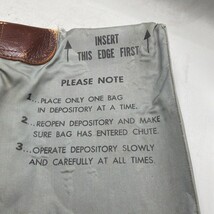 INSERT
THIS EDGE FIRST
PLEASE NOTE
1...PLACE ONLY ONE BAG
IN DEPOSITORY AT A TIME.
2...REOPEN DEPOSITORY AND MAKE
SURE BAG HAS ENTERED CHUTE.
3...OPERATE DEPOSITORY SLOWLY
AND CAREFULLY AT ALL TIMES.